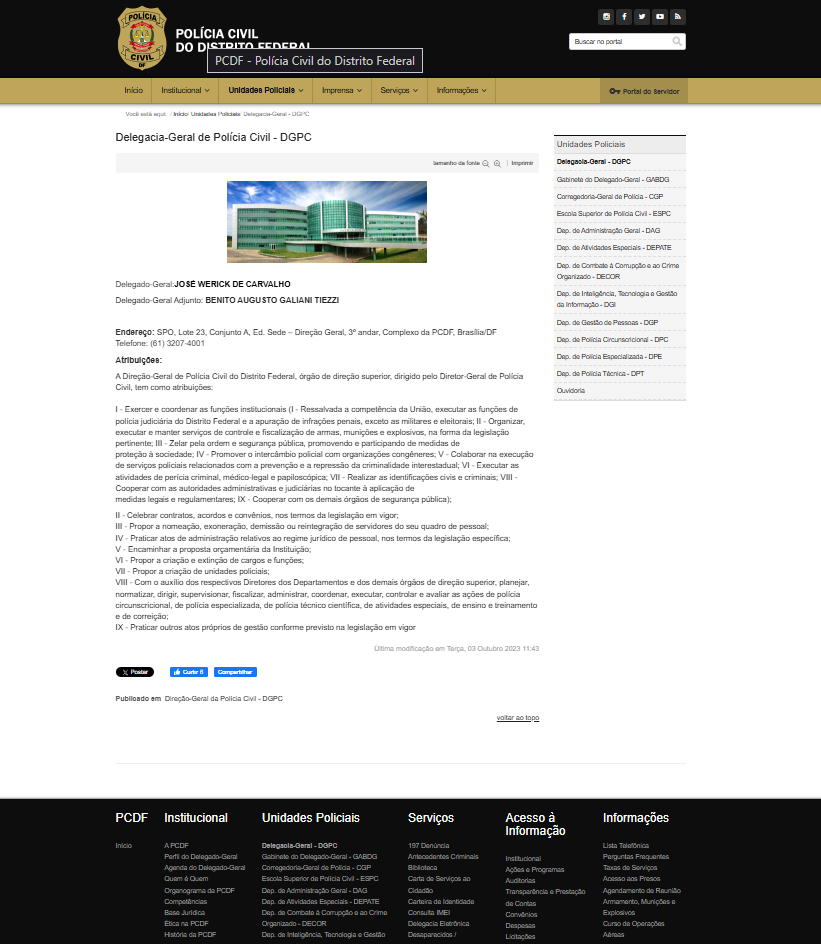 POLÍCIA CIVIL
DF
POLÍCIA CIVIL
DO DISTRITO FEDERAL
PCDF - Polícia Civil do Distrito Federal
Buscar no portal
Início
Institucional
Unidades Policiais
Imprensa
Serviços
Informações
Portal do Servidor
Você está aqui: / Início/ Unidades Policiais/ Delegacia-Geral - DGPC
Delegacia-Geral de Polícia Civil - DGPC
tamanho da fonte | Imprimir
Delegado-Geral:JOSÉ WERICK DE CARVALHO
Delegado-Geral Adjunto: BENITO AUGUSTO GALIANI TIEZZI
Endereço: SPO, Lote 23, Conjunto A, Ed. Sede – Direção Geral, 3º andar, Complexo da PCDF, Brasília/DF
Telefone: (61) 3207-4001
Atribuições:
A Direção-Geral de Polícia Civil do Distrito Federal, órgão de direção superior, dirigido pelo Diretor-Geral de Polícia
Civil, tem como atribuições:
I - Exercer e coordenar as funções institucionais (I - Ressalvada a competência da União, executar as funções de
polícia judiciária do Distrito Federal e a apuração de infrações penais, exceto as militares e eleitorais; II - Organizar,
executar e manter serviços de controle e fiscalização de armas, munições e explosivos, na forma da legislação
pertinente; III - Zelar pela ordem e segurança pública, promovendo e participando de medidas de
proteção à sociedade; IV - Promover o intercâmbio policial com organizações congêneres; V - Colaborar na execução
de serviços policiais relacionados com a prevenção e a repressão da criminalidade interestadual; VI - Executar as
atividades de perícia criminal, médico-legal e papiloscópica; VII - Realizar as identificações civis e criminais; VIII -
Cooperar com as autoridades administrativas e judiciárias no tocante à aplicação de
medidas legais e regulamentares; IX - Cooperar com os demais órgãos de segurança pública);
II - Celebrar contratos, acordos e convênios, nos termos da legislação em vigor;
III - Propor a nomeação, exoneração, demissão ou reintegração de servidores do seu quadro de pessoal;
IV - Praticar atos de administração relativos ao regime jurídico de pessoal, nos termos da legislação específica;
V - Encaminhar a proposta orçamentária da Instituição;
VI - Propor a criação e extinção de cargos e funções;
VII - Propor a criação de unidades policiais;
VIII - Com o auxílio dos respectivos Diretores dos Departamentos e dos demais órgãos de direção superior, planejar,
normatizar, dirigir, supervisionar, fiscalizar, administrar, coordenar, executar, controlar e avaliar as ações de polícia
circunscricional, de polícia especializada, de polícia técnico científica, de atividades especiais, de ensino e treinamento
e de correição;
IX - Praticar outros atos próprios de gestão conforme previsto na legislação em vigor
Última modificação em Terça, 03 Outubro 2023 11:43
Postar
Curtir 6
Compartilhar
Publicado em Direção-Geral da Polícia Civil - DGPC
voltar ao topo
Unidades Policiais
Delegacia-Geral - DGPC
Gabinete do Delegado-Geral - GABDG
Corregedoria-Geral de Polícia - CGP
Escola Superior de Polícia Civil - ESPC
Dep. de Administração Geral - DAG
Dep. de Atividades Especiais - DEPATE
Dep. de Combate à Corrupção e ao Crime
Organizado - DECOR
Dep. de Inteligência, Tecnologia e Gestão
da Informação - DGI
Dep. de Gestão de Pessoas - DGP
Dep. de Polícia Circunscricional - DPC
Dep. de Polícia Especializada - DPE
Dep. de Polícia Técnica - DPT
Ouvidoria
PCDF
Início
Institucional
A PCDF
Perfil do Delegado-Geral
Agenda do Delegado-Geral
Quem é Quem
Organograma da PCDF
Competências
Base Jurídica
Ética na PCDF
História da PCDF
Unidades Policiais
Delegacia-Geral - DGPC
Gabinete do Delegado-Geral - GABDG
Corregedoria-Geral de Polícia - CGP
Escola Superior de Polícia Civil - ESPC
Dep. de Administração Geral - DAG
Dep. de Atividades Especiais - DEPATE
Dep. de Combate à Corrupção e ao Crime
Organizado - DECOR
Dep. de Inteligência, Tecnologia e Gestão
Serviços
197 Denúncia
Antecedentes Criminais
Biblioteca
Carta de Serviços ao
Cidadão
Carteira de Identidade
Consulta IMEI
Delegacia Eletrônica
Desaparecidos /
Acesso à
Informação
Institucional
Ações e Programas
Auditorias
Transparência e Prestação
de Contas
Convênios
Despesas
Licitações
Informações
Lista Telefônica
Perguntas Frequentes
Taxas de Serviços
Acesso aos Presos
Agendamento de Reunião
Armamento, Munições e
Explosivos
Curso de Operações
Aéreas